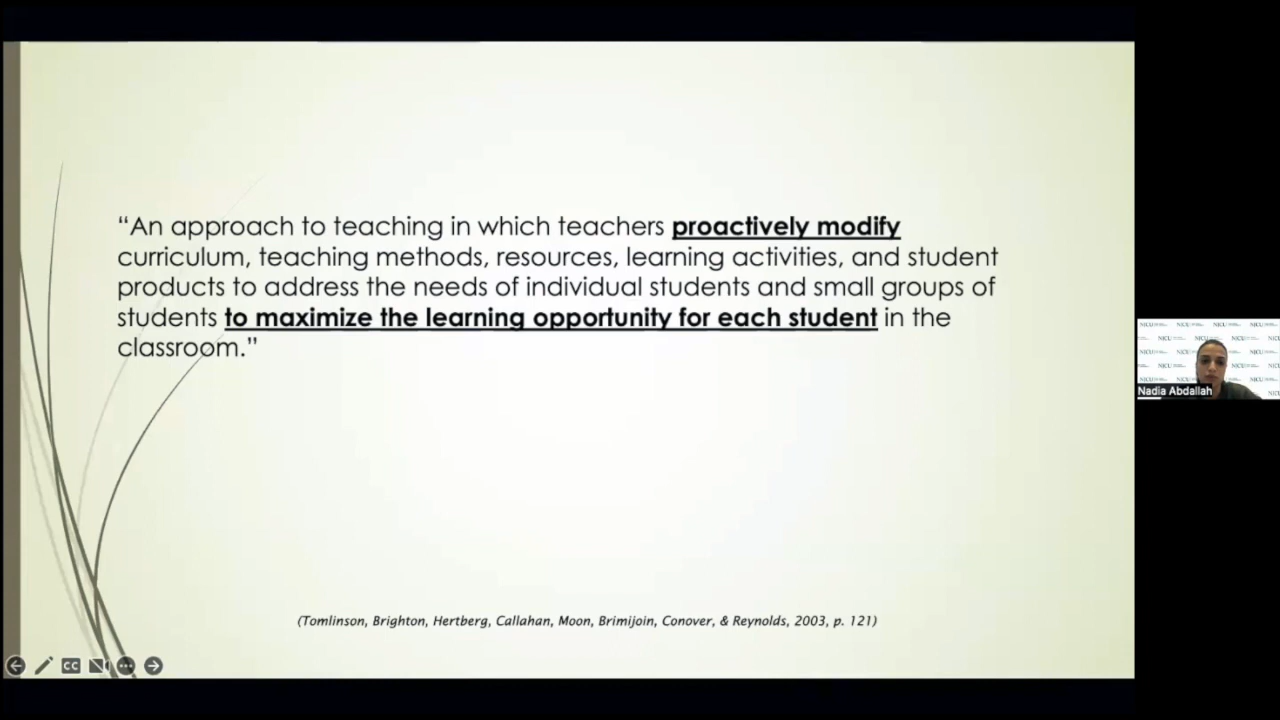 “An approach to teaching in which teachers proactively modify
curriculum, teaching methods, resources, learning activities, and student
products to address the needs of individual students and small groups of
students to maximize the learning opportunity for each student in the
classroom.”
(Tomlinson, Brighton, Hertberg, Callahan, Moon, Brimijoin, Conover, & Reynolds, 2003, p. 121)
CC
Nadia Abdallah